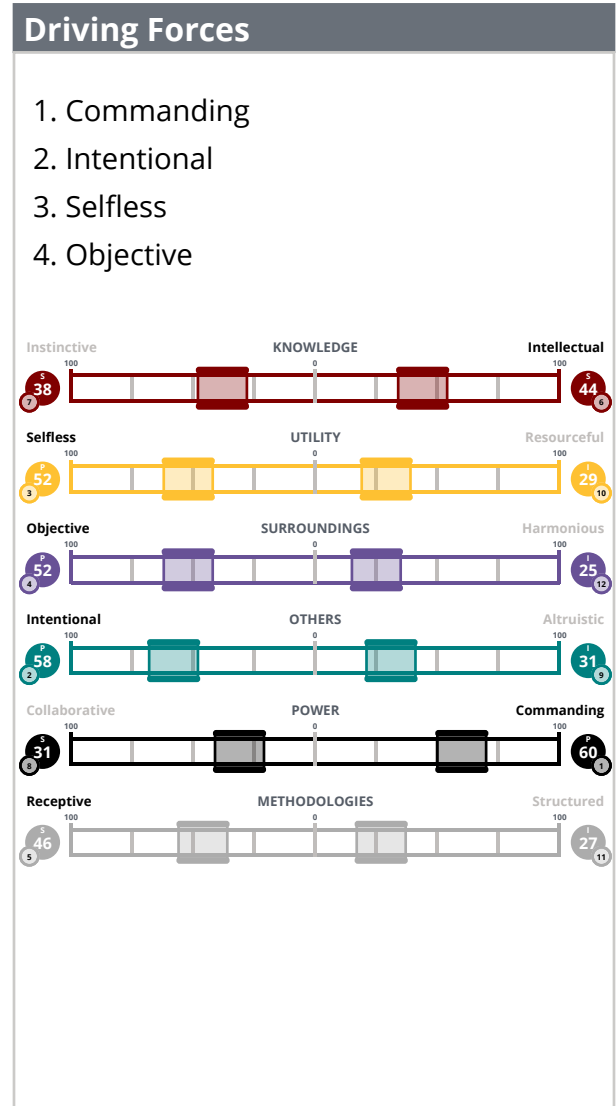 Driving Forces
1. Commanding
2. Intentional
3. Selfless
4. Objective
Instinctive KNOWLEDGE Intellectual
100 0 100
S 38 7 S 44 6
Selfless UTILITY Resourceful
100 0 100
P 52 3 I 29 10
Objective SURROUNDINGS Harmonious
100 0 100
P 52 4 I 25 12
Intentional OTHERS Altruistic
100 0 100
P 58 2 I 31 9
Collaborative POWER Commanding
100 0 100
S 31 8 P 60 1
Receptive METHODOLOGIES Structured
100 0 100
S 46 5 I 27 11